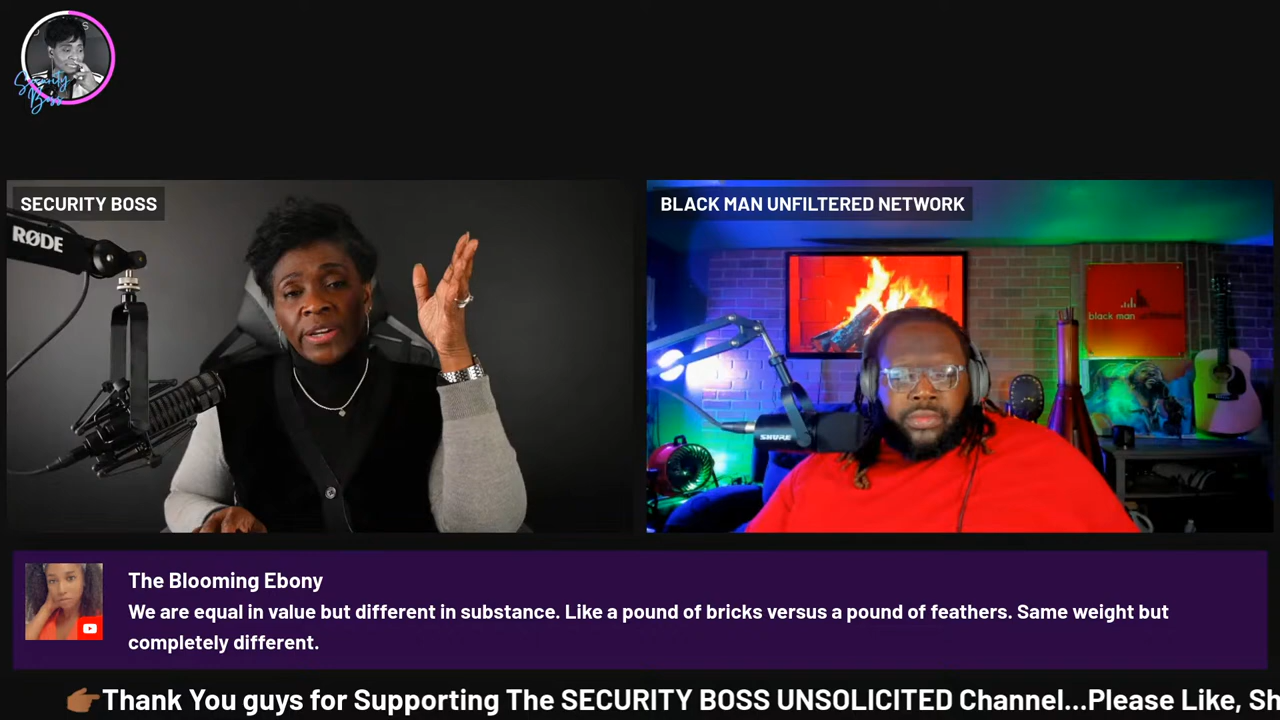 Security
Boss
SECURITY BOSS
BLACK MAN UNFILTERED NETWORK
RØDE
black man
SHURE
The Blooming Ebony
We are equal in value but different in substance. Like a pound of bricks versus a pound of feathers. Same weight but
completely different.
👉🏾Thank You guys for Supporting The SECURITY BOSS UNSOLICITED Channel...Please Like, Sh